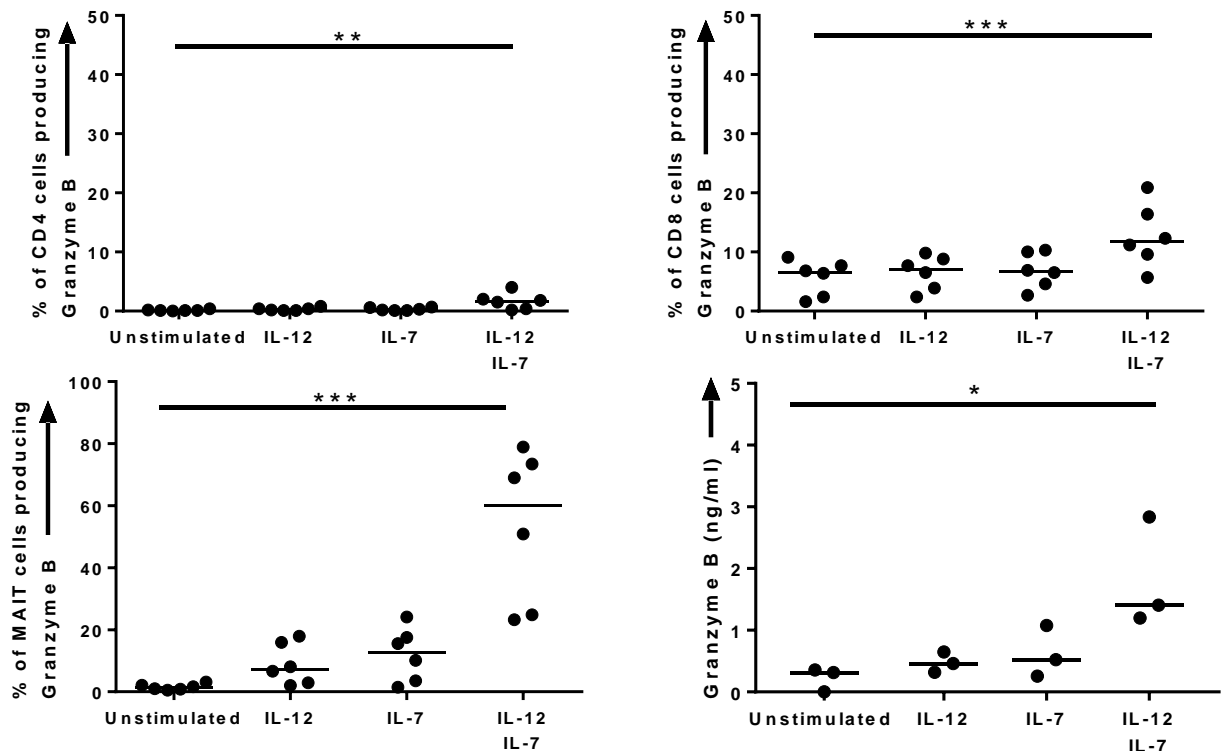 % of CD4 cells producing
Granzyme B
50
40
30
20
10
0
**
Unstimulated IL-12 IL-7 IL-12
IL-7
% of CD8 cells producing
Granzyme B
50
40
30
20
10
0
***
Unstimulated IL-12 IL-7 IL-12
IL-7
% of MAIT cells producing
Granzyme B
100
80
60
40
20
0
***
Unstimulated IL-12 IL-7 IL-12
IL-7
Granzyme B (ng/ml)
5
4
3
2
1
0
*
Unstimulated IL-12 IL-7 IL-12
IL-7